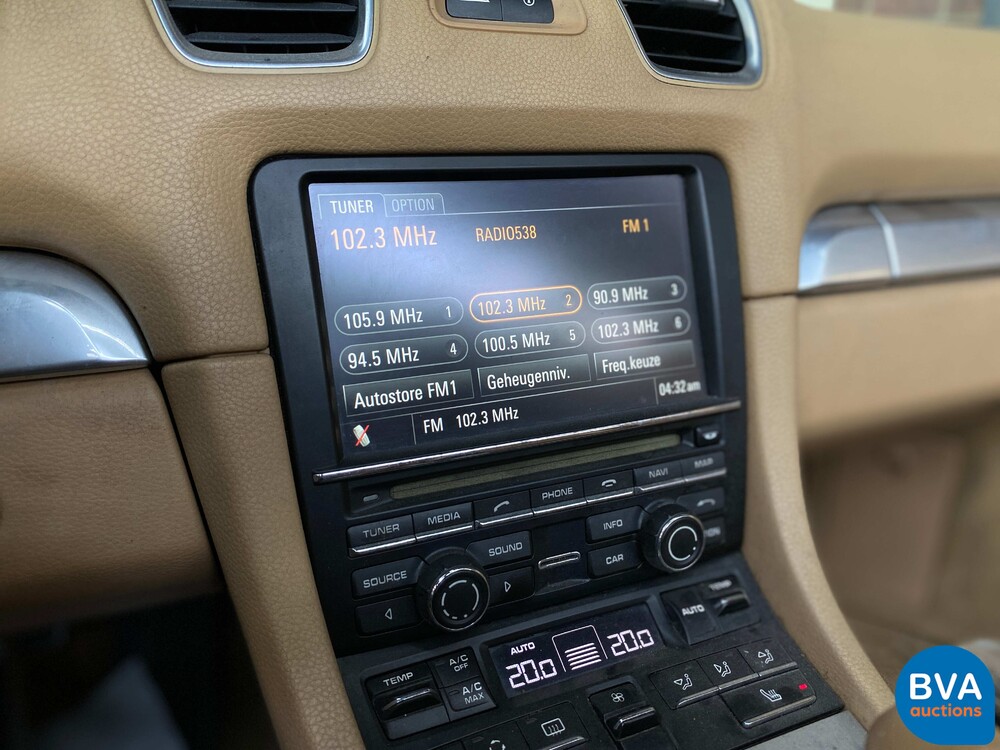 TUNER OPTION
102.3 MHz RADIO538 FM 1
105.9 MHz 1 102.3 MHz 2 90.9 MHz 3
94.5 MHz 4 100.5 MHz 5 102.3 MHz 6
Autostore FM1 Geheugenniv. Freq.keuze
FM 102.3 MHz 04:32am
TUNER MEDIA PHONE NAVI MAP
SOURCE SOUND INFO
CAR
TEMP A/C OFF AUTO 20.0 20.0 AUTO TEMP
A/C MAX
BVA
auctions